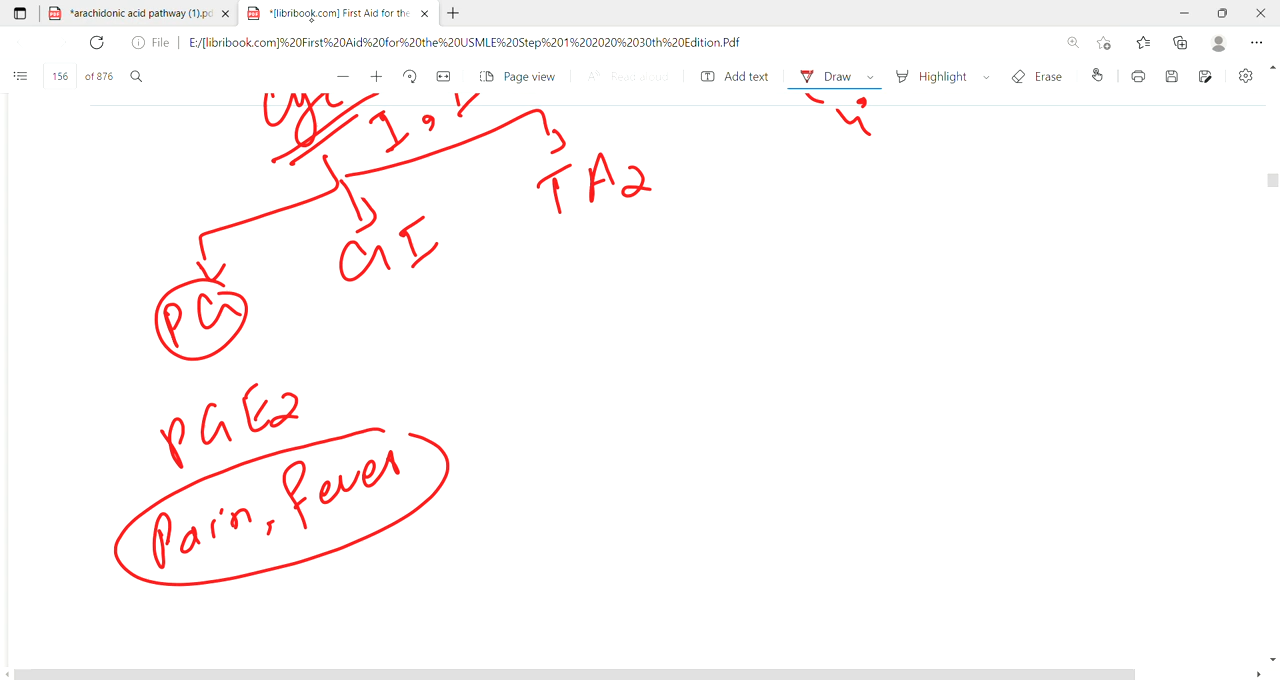 *arachidonic acid pathway (1).pd
*[libribook.com] First Aid for the
File E:/[libribook.com]%20First%20Aid%20for%20the%20USMLE%20Step%201%202020%2030th%20Edition.Pdf
156 of 876 Page view Read aloud Add text Draw Highlight Erase
I,
TA2
GI
PG
PGE2
Pain, fever